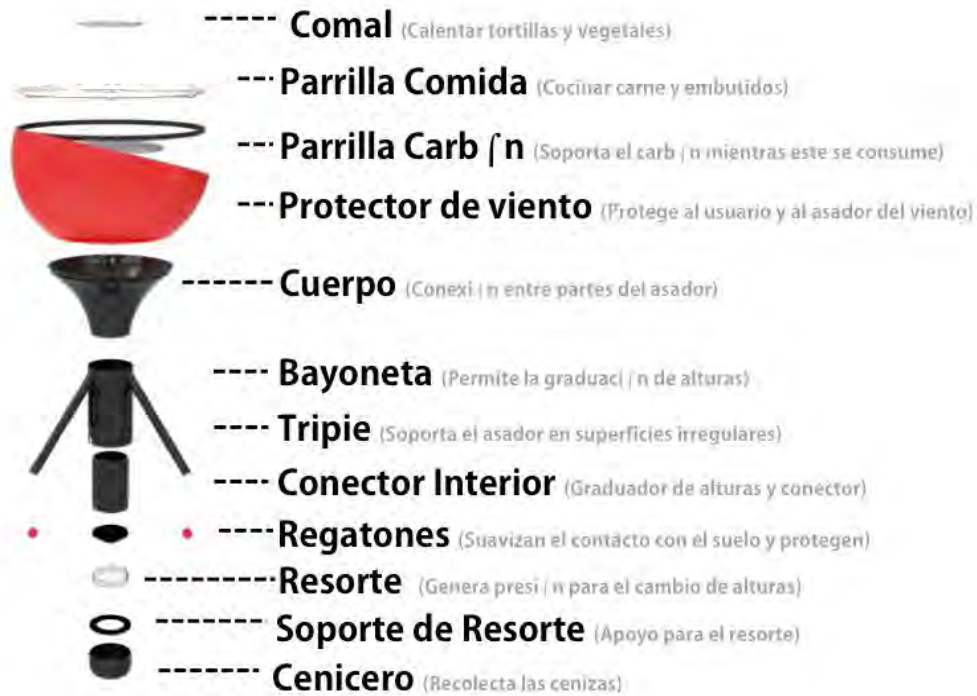 Comal (Calentar tortillas y vegetales)
Parrilla Comida (Cocinar carne y embutidos)
Parrilla Carb ⌠ n (Soporta el carb ⌠ n mientras este se consume)
Protector de viento (Protege al usuario y al asador del viento)
Cuerpo (Conexi ⌠ n entre partes del asador)
Bayoneta (Permite la graduaci ⌠ n de alturas)
Tripie (Soporta el asador en superficies irregulares)
Conector Interior (Graduador de alturas y conector)
Regatones (Suavizan el contacto con el suelo y protegen)
Resorte (Genera presi ⌠ n para el cambio de alturas)
Soporte de Resorte (Apoyo para el resorte)
Cenicero (Recolecta las cenizas)